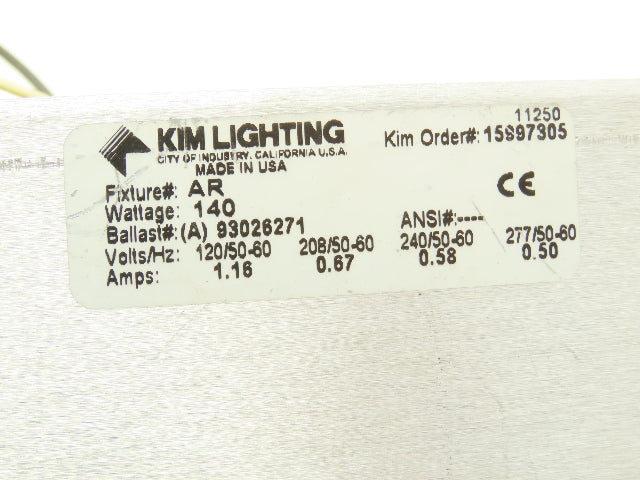 11250
KIM LIGHTING Kim Order#: 15897305
CITY OF INDUSTRY, CALIFORNIA U.S.A.
MADE IN USA
Fixture#: AR CE
Wattage: 140
Ballast#: (A) 93026271 ANSI#:----
Volts/Hz: 120/50-60 208/50-60 240/50-60 277/50-60
Amps: 1.16 0.67 0.58 0.50